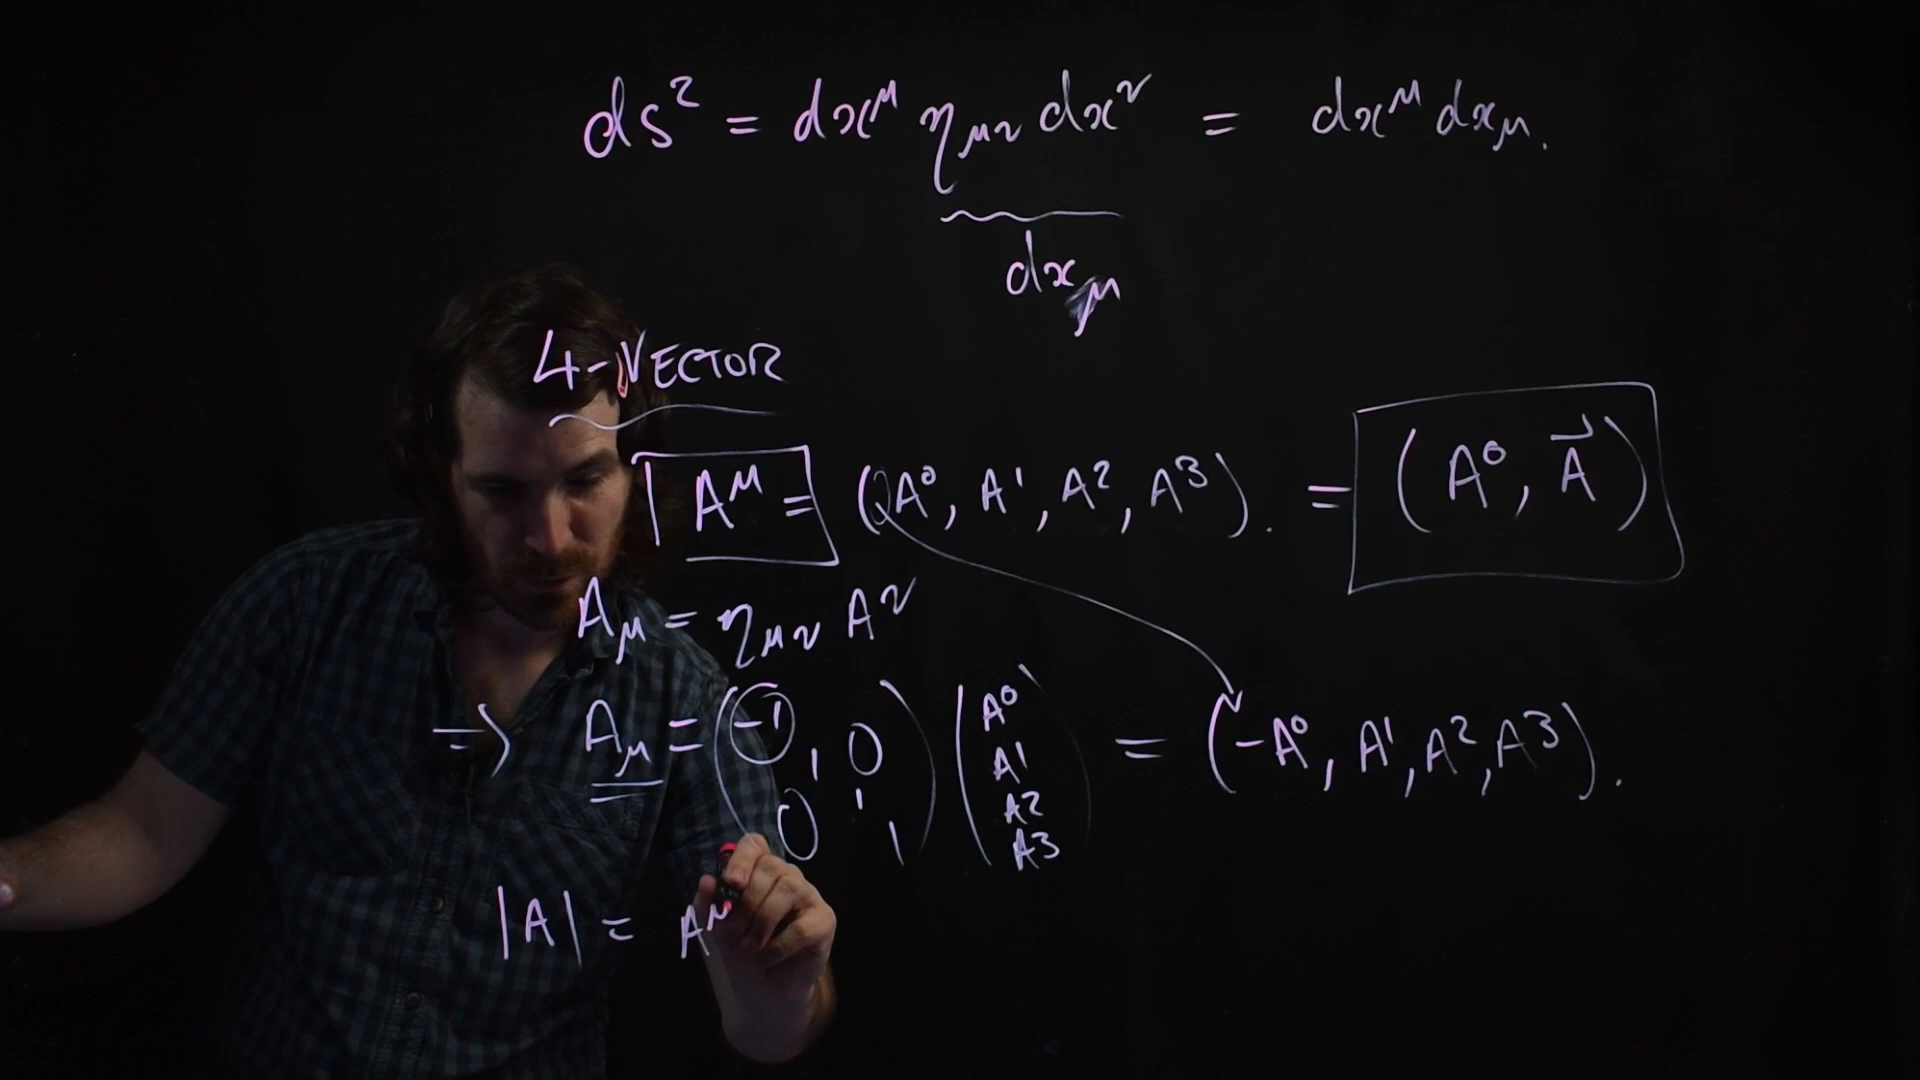 ds² = dx^μ η_μν dx^ν = dx^μ dx_μ.
dx_μ
4-VECTOR
A^μ = (A⁰, A¹, A², A³). = (A⁰, A⃗)
A_μ = η_μν A^ν
⇒ A_μ = (-1, 1, 1, 1, 0, 0) (A⁰ A¹ A² A³) = (-A⁰, A¹, A², A³).
|A| = A^μ